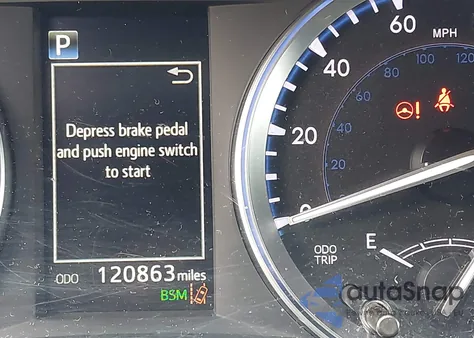 P
Depress brake pedal
and push engine switch
to start
ODO 120863 miles
BSM
60
MPH
40
80
100
120
60
20
40
20
0
ODO
TRIP
E
autoSnap